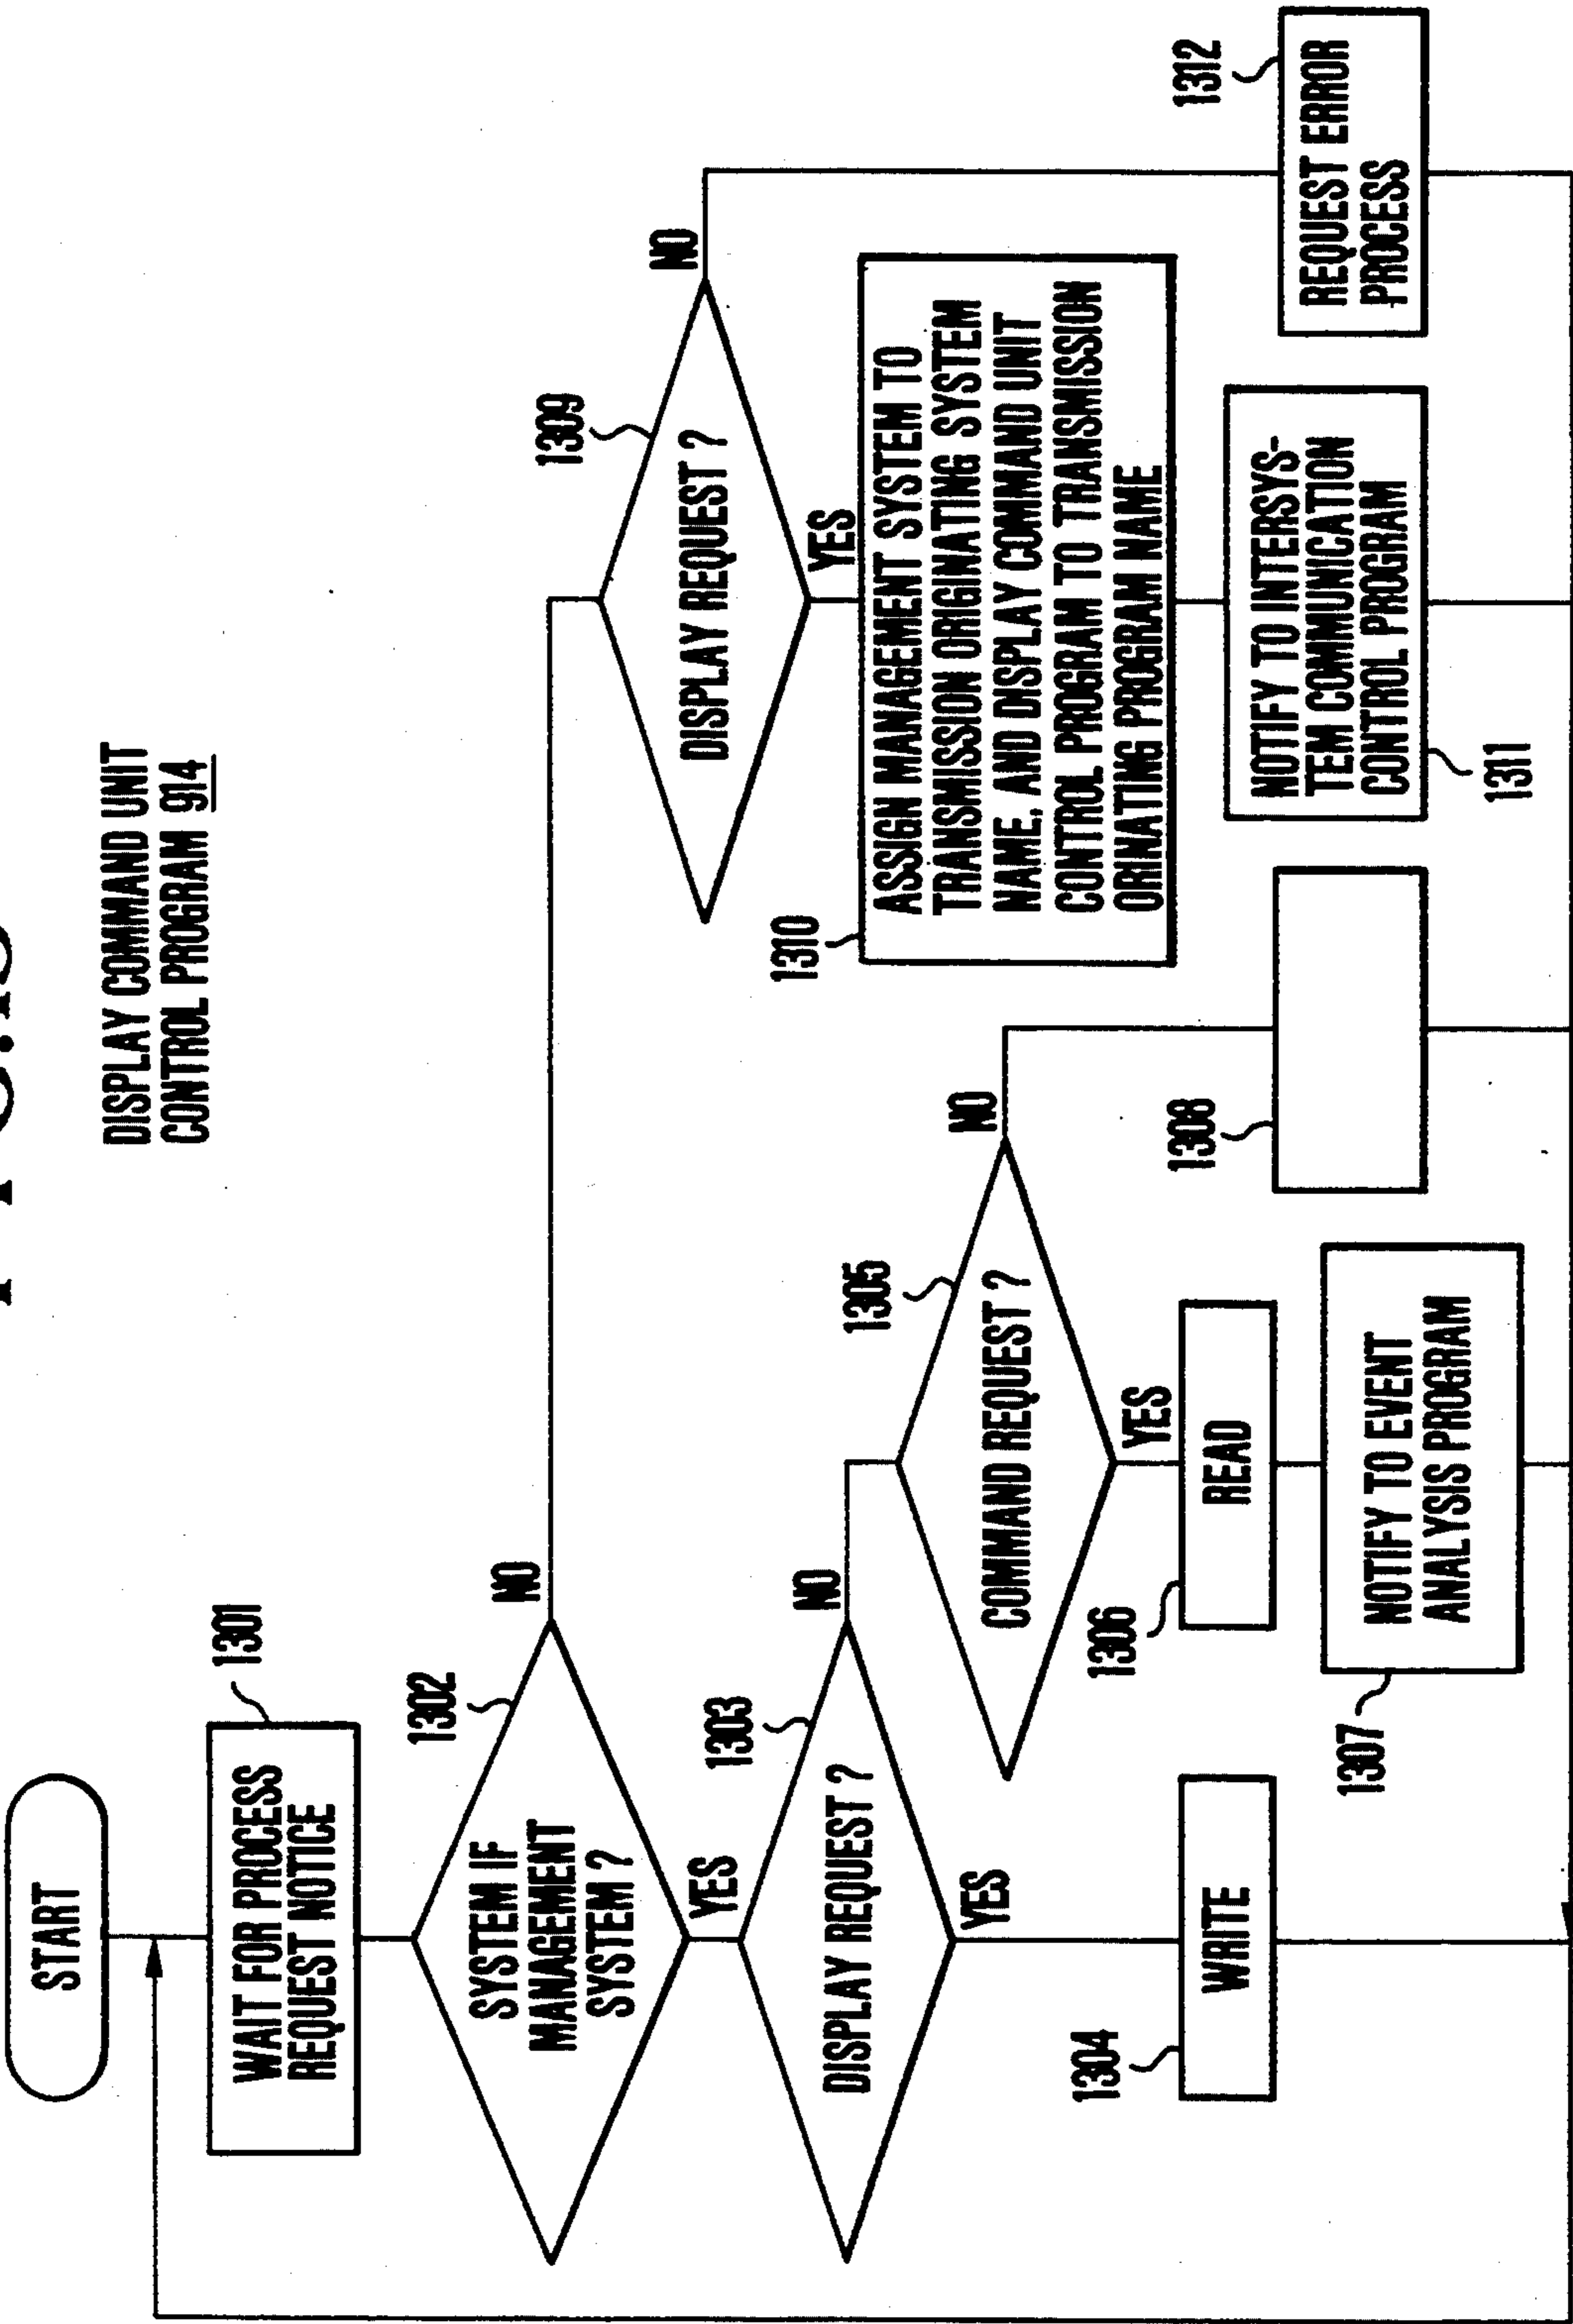 DISPLAY COMMAND UNIT
CONTROL PROGRAM 914
START
1301
WAIT FOR PROCESS
REQUEST NOTICE
1302
SYSTEM IF
MANAGEMENT
SYSTEM ?
NO
YES
1303
DISPLAY REQUEST ?
NO
YES
1304
WRITE
1305
COMMAND REQUEST ?
NO
YES
1306
READ
1307
NOTIFY TO EVENT
ANALYSIS PROGRAM
1308
1309
DISPLAY REQUEST ?
NO
YES
1310
ASSIGN MANAGEMENT SYSTEM TO
TRANSMISSION ORIGINATING SYSTEM
NAME, AND DISPLAY COMMAND UNIT
CONTROL PROGRAM TO TRANSMISSION
ORINATING PROGRAM NAME
NOTIFY TO INTERSYS-
TEM COMMUNICATION
CONTROL PROGRAM
1311
1312
REQUEST ERROR
PROCESS